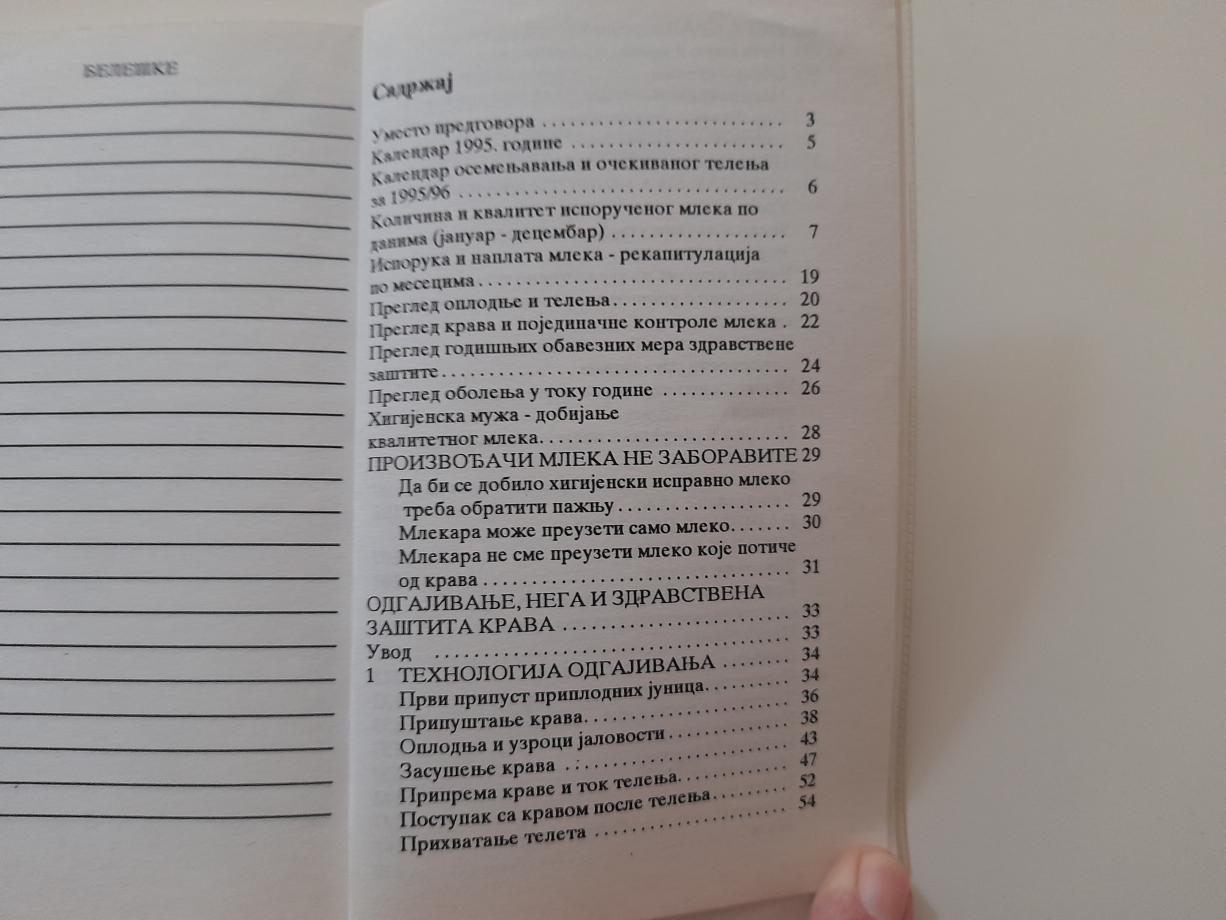 БЕЛЕШКЕ
Садржај
Уместо предговора ........................ 3
Календар 1995. године ..................... 5
Календар осемењавања и очекиваног телења
за 1995/96 ................................. 6
Количина и квалитет испорученог млека по
данима (јануар - децембар) ................. 7
Испорука и наплата млека - рекапитулација
по месецима................................ 19
Преглед оплодње и телења.................. 20
Преглед крава и појединачне контроле млека . 22
Преглед годишњих обавезних мера здравствене
заштите.................................... 24
Преглед оболења у току године .............. 26
Хигијенска мужа - добијање
квалитетног млека.......................... 28
ПРОИЗВОЂАЧИ МЛЕКА НЕ ЗАБОРАВИТЕ 29
Да би се добило хигијенски исправно млеко
треба обратити пажњу .................. 29
Млекара може преузети само млеко....... 30
Млекара не сме преузети млеко које потиче
од крава ................................ 31
ОДГАЈИВАЊЕ, НЕГА И ЗДРАВСТВЕНА
ЗАШТИТА КРАВА ........................ 33
Увод .................................... 33
1 ТЕХНОЛОГИЈА ОДГАЈИВАЊА ........ 34
Први припуст приплодних јуница.......... 34
Припуштање крава........................ 36
Оплодња и узроци јаловости .............. 38
Засушење крава .......................... 43
Припрема краве и ток телења............. 47
Поступак са кравом после телења.......... 52
Прихватање телета ....................... 54